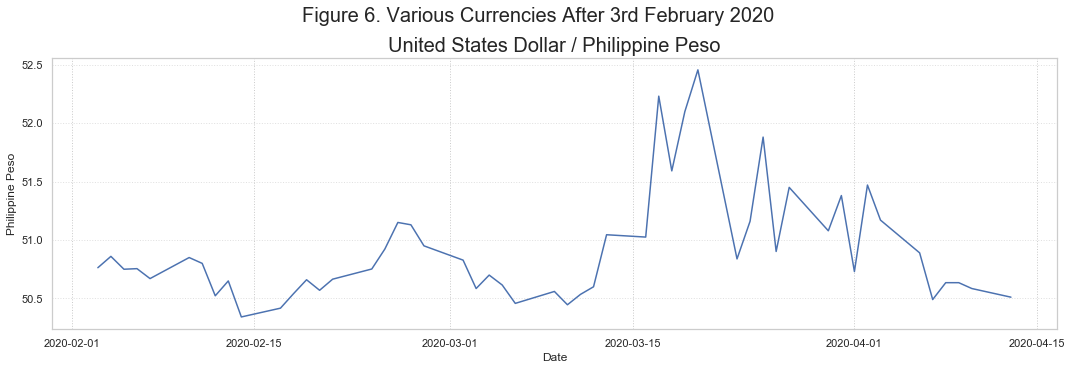 Figure 6. Various Currencies After 3rd February 2020
United States Dollar / Philippine Peso
52.5
52.0
51.5
51.0
50.5
Philippine Peso
2020-02-01 2020-02-15 2020-03-01 2020-03-15 2020-04-01 2020-04-15
Date